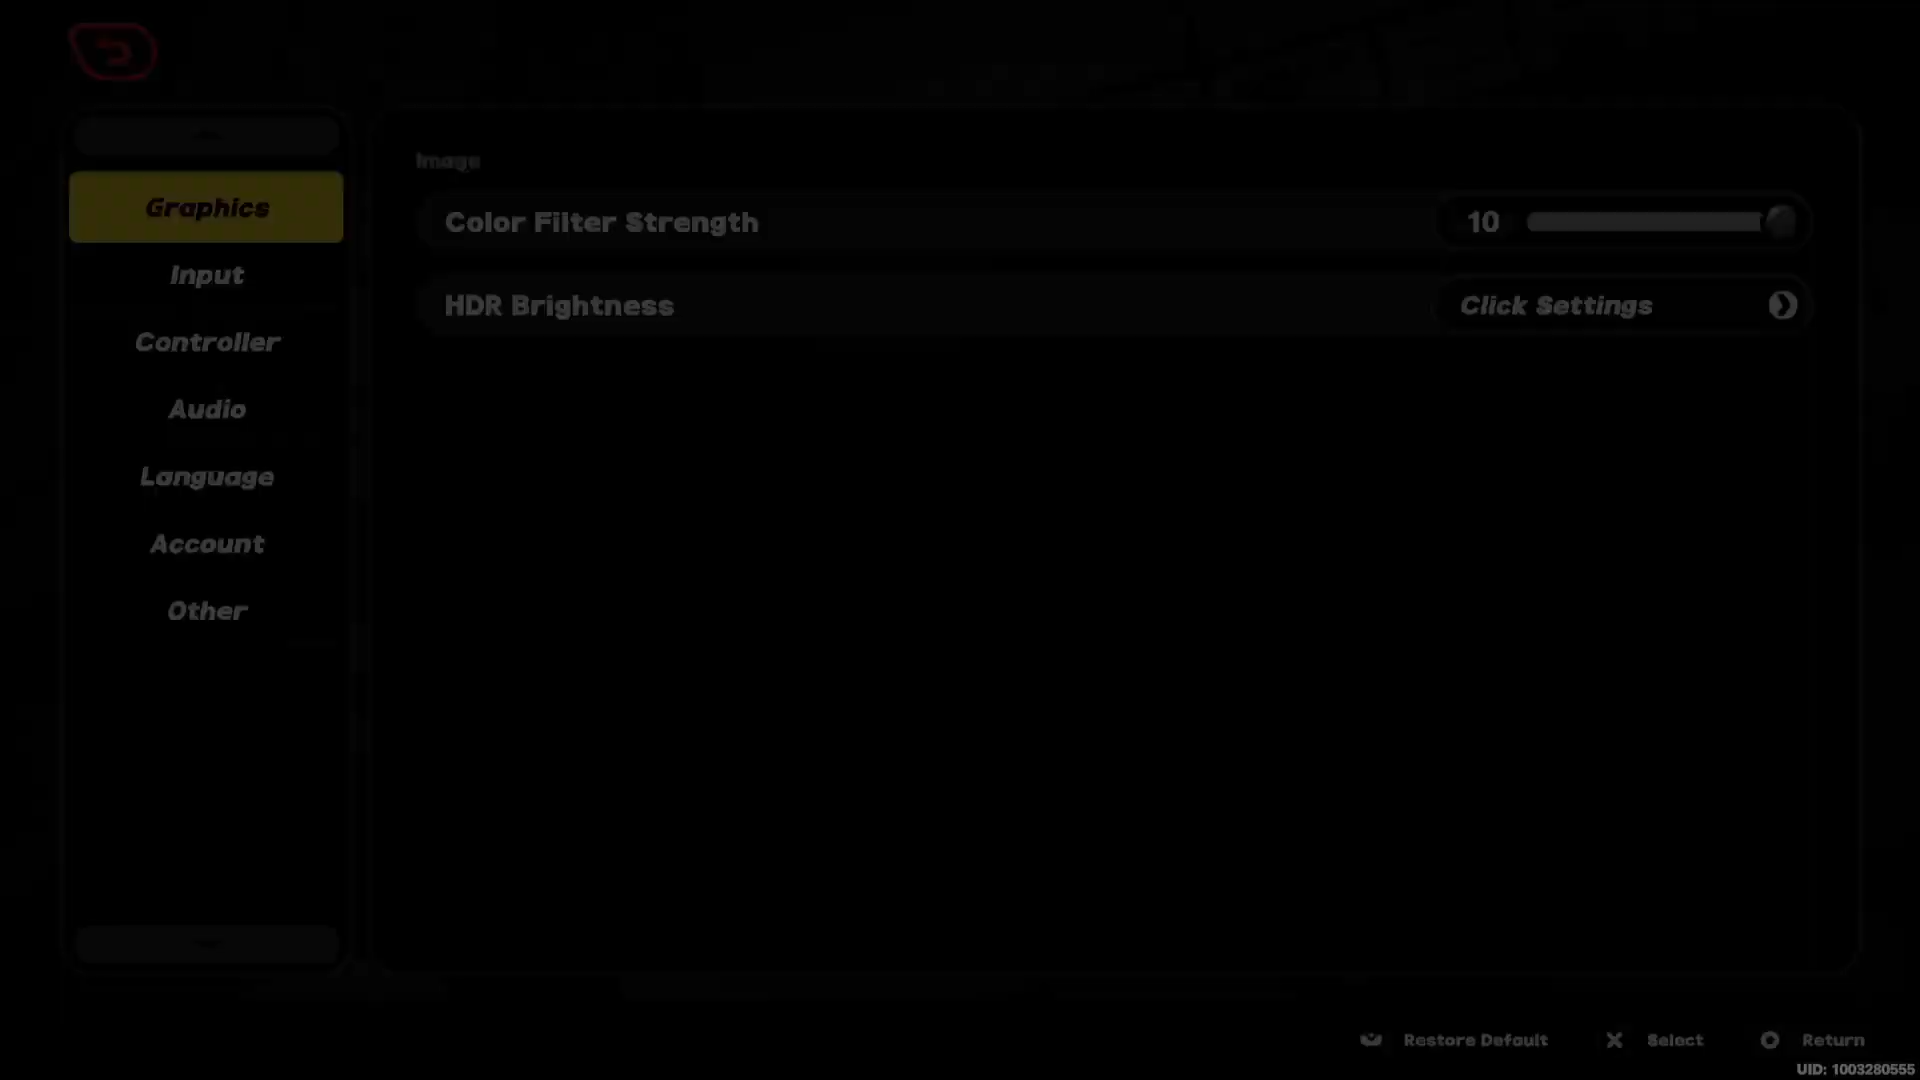 Image
Graphics
Color Filter Strength 10
Input
HDR Brightness Click Settings
Controller
Audio
Language
Account
Other
Restore Default Select Return
UID: 1003280555